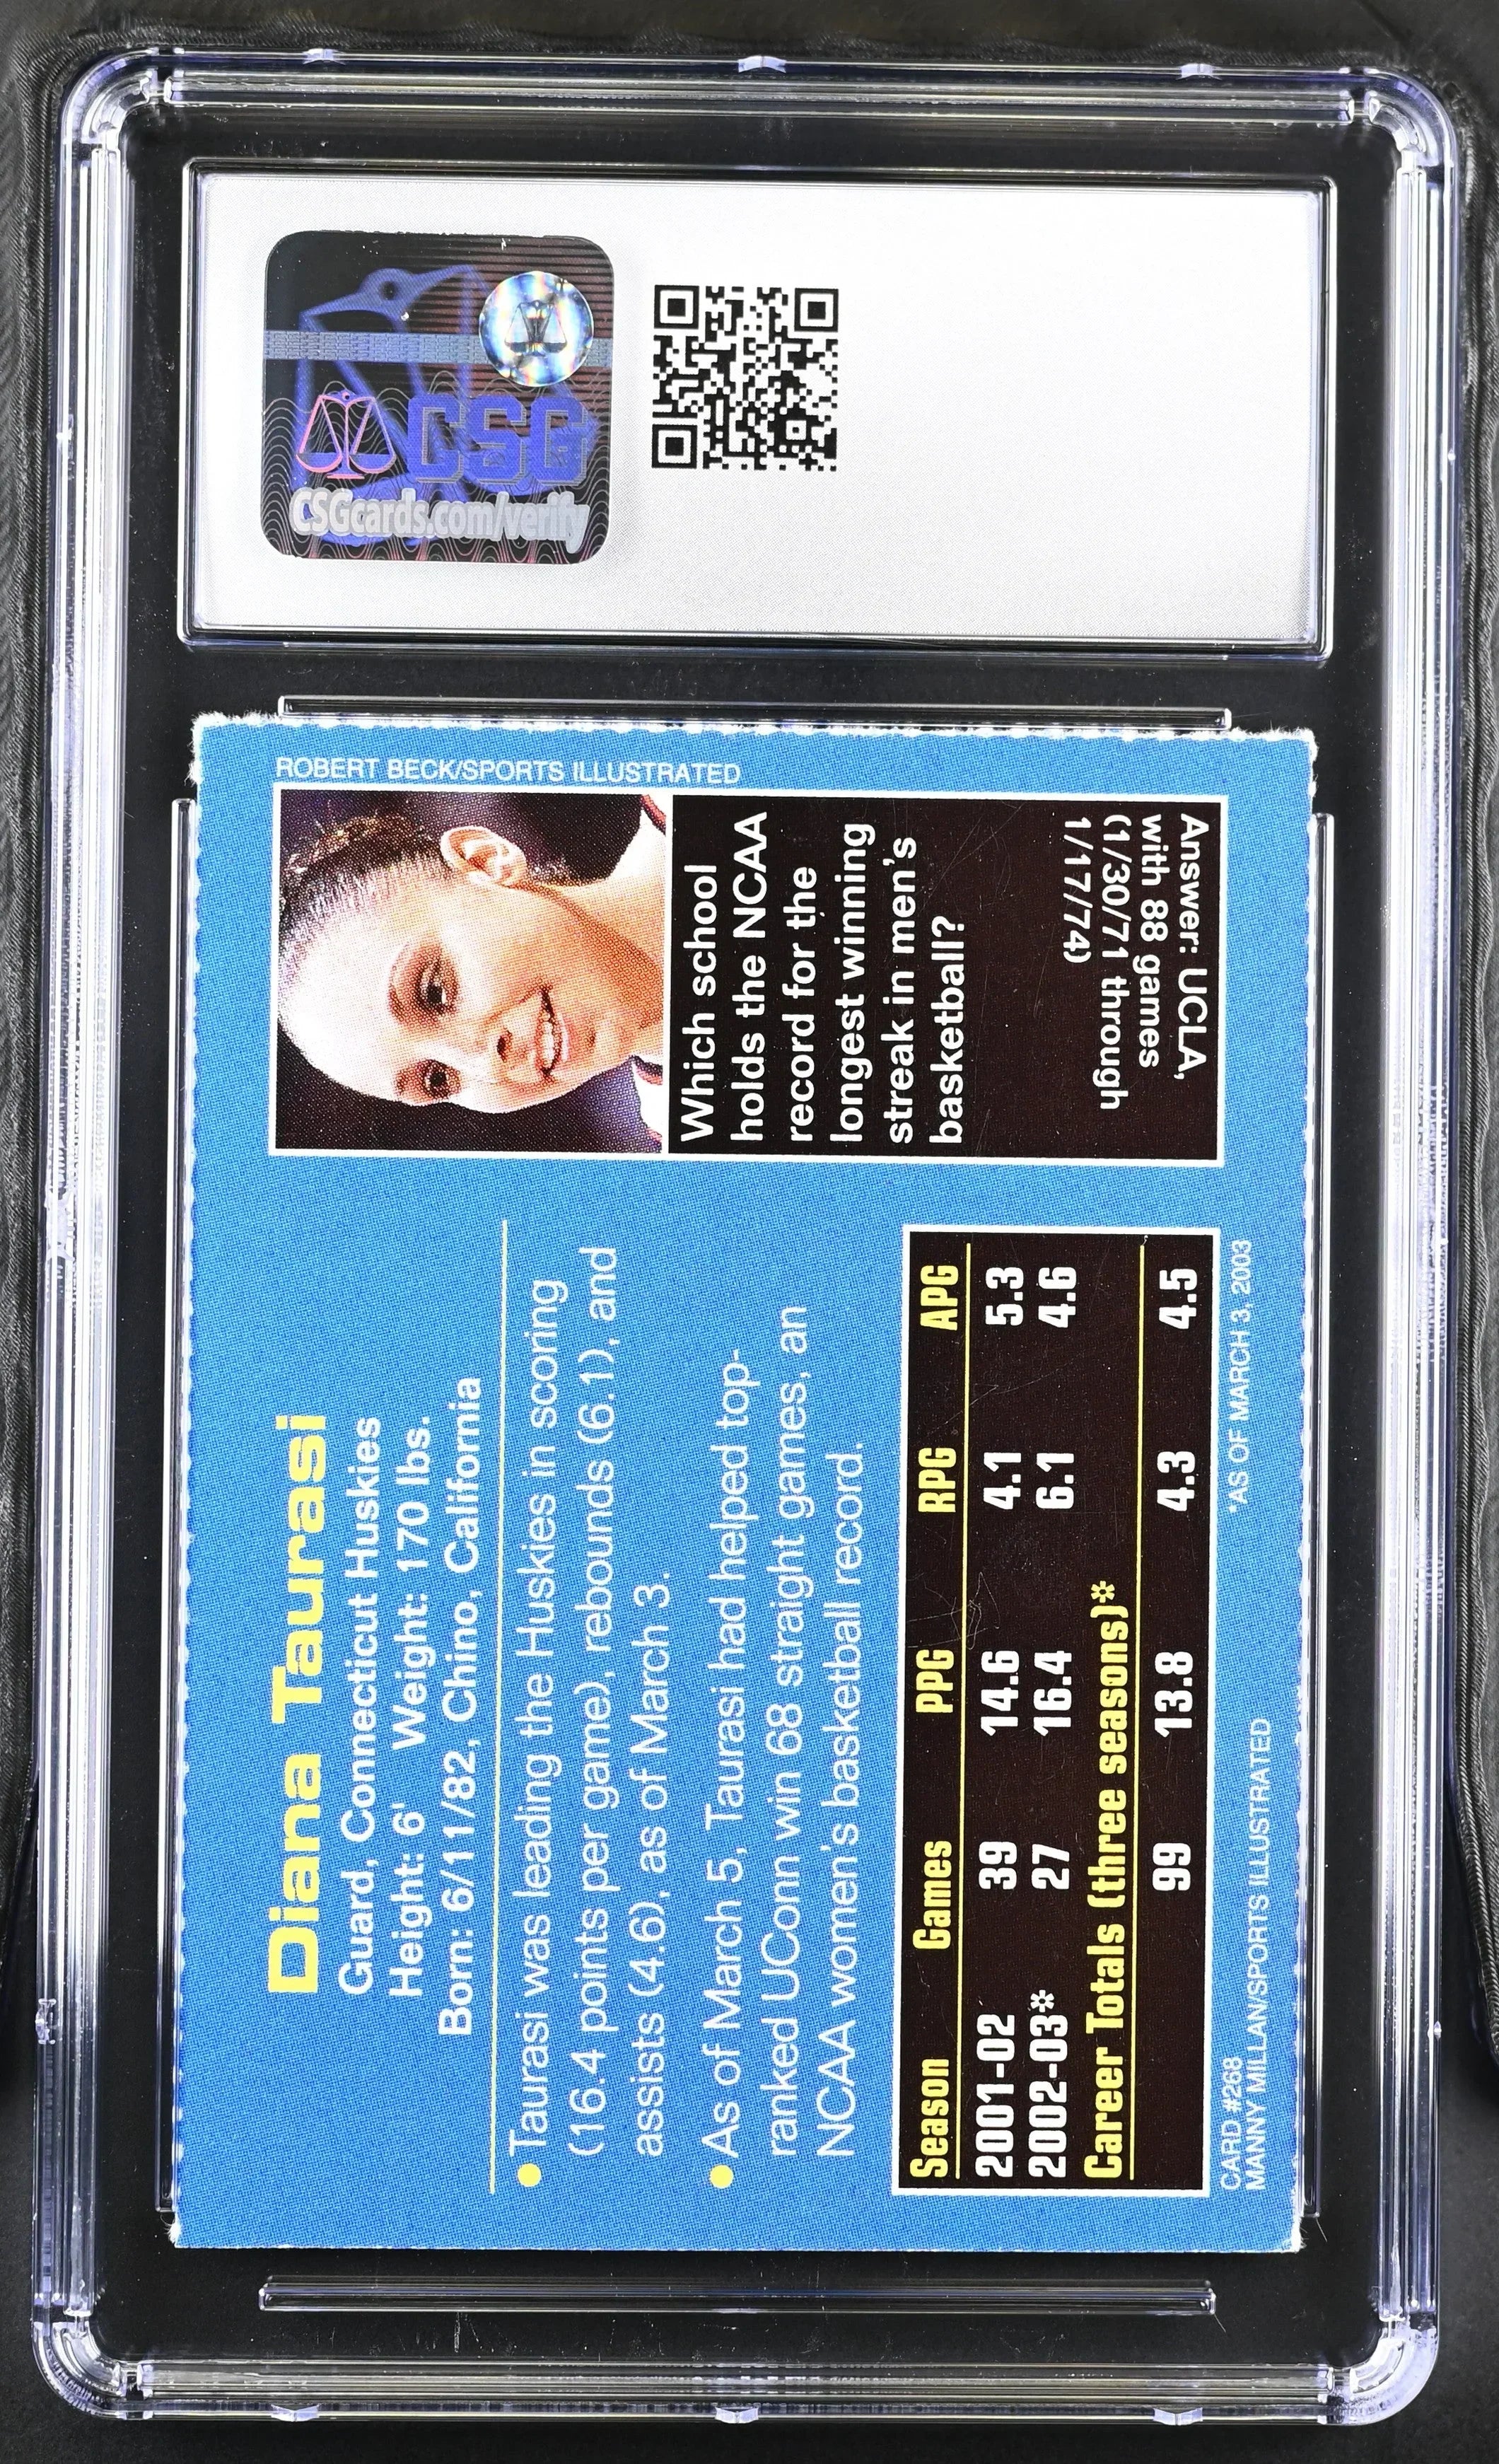 CSG
CSGcards.com/verify
Diana Taurasi
Guard, Connecticut Huskies
Height: 6' Weight: 170 lbs.
Born: 6/11/82, Chino, California
• Taurasi was leading the Huskies in scoring
(16.4 points per game), rebounds (6.1), and
assists (4.6), as of March 3.
• As of March 5, Taurasi had helped top-
ranked UConn win 68 straight games, an
NCAA women's basketball record.
Season Games PPG RPG APG
2001-02 39 14.6 4.1 5.3
2002-03* 27 16.4 6.1 4.6
Career Totals (three seasons)*
99 13.8 4.3 4.5
CARD #268
MANNY MILLAN/SPORTS ILLUSTRATED
*AS OF MARCH 3, 2003
ROBERT BECK/SPORTS ILLUSTRATED
Which school
holds the NCAA
record for the
longest winning
streak in men's
basketball?
Answer: UCLA,
with 88 games
(1/30/71 through
1/17/74)